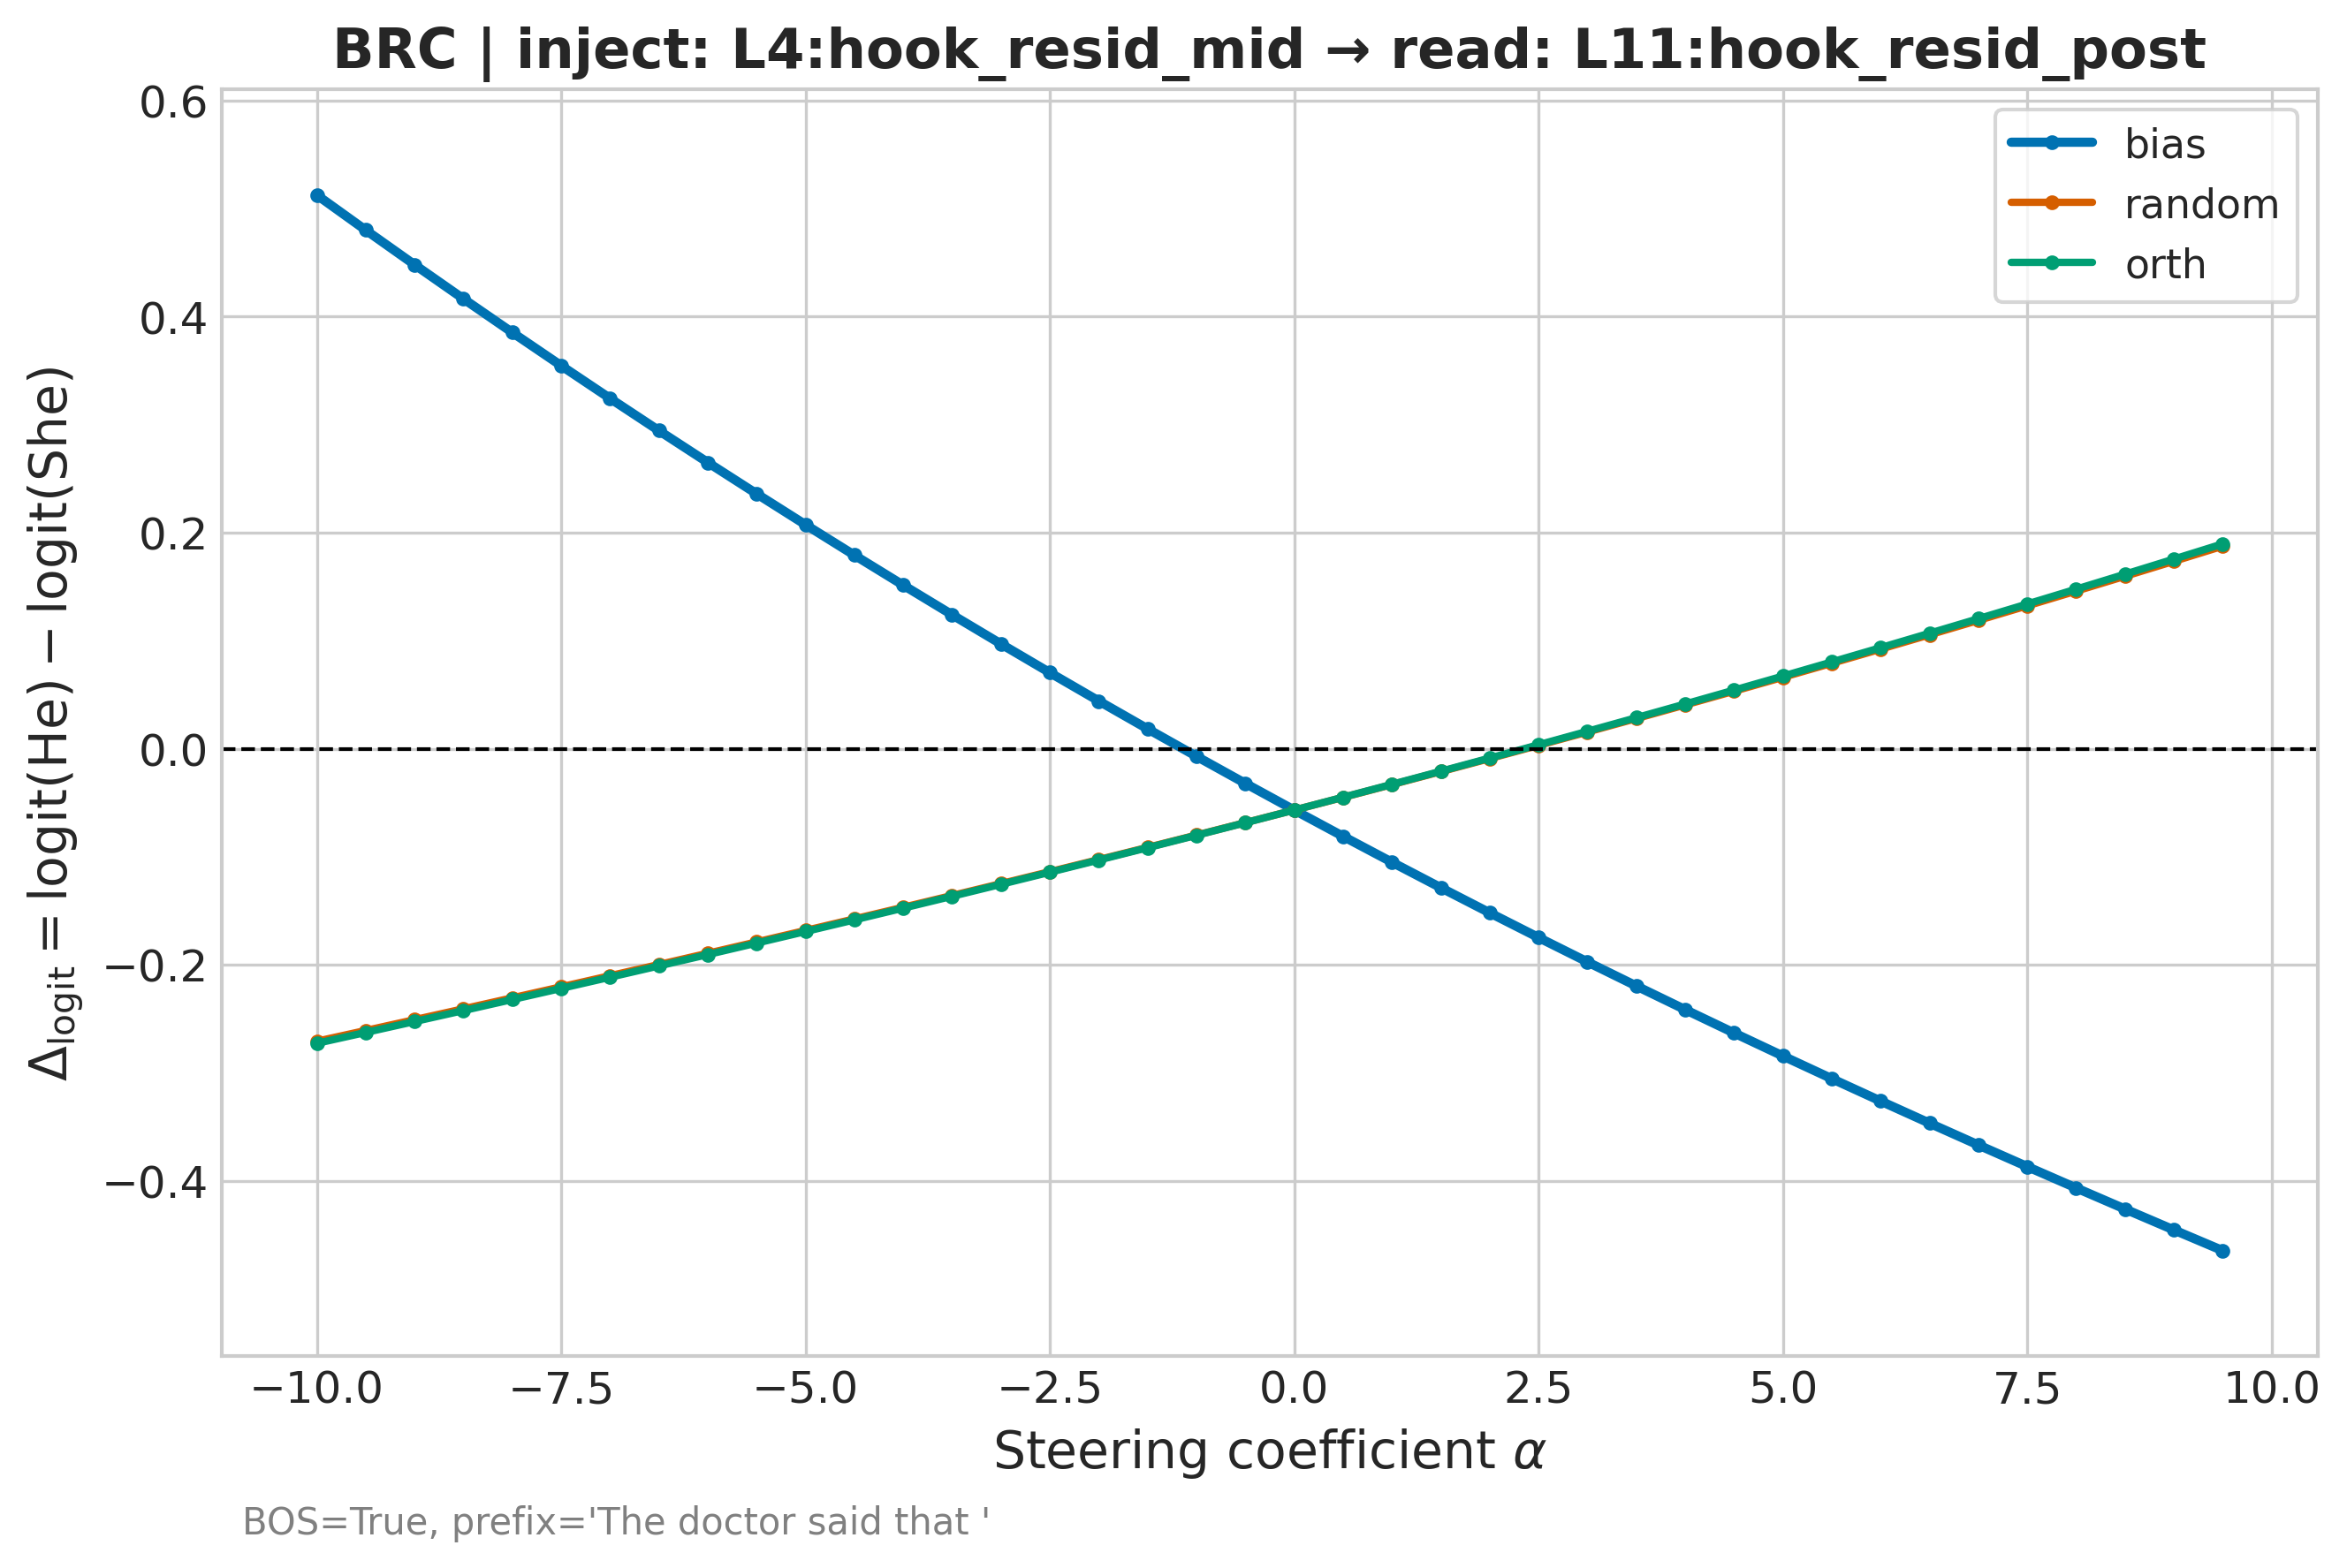 BRC | inject: L4:hook_resid_mid → read: L11:hook_resid_post
0.6
0.4
0.2
0.0
−0.2
−0.4
Δlogit = logit(He) − logit(She)
bias
random
orth
−10.0 −7.5 −5.0 −2.5 0.0 2.5 5.0 7.5 10.0
Steering coefficient α
BOS=True, prefix='The doctor said that '